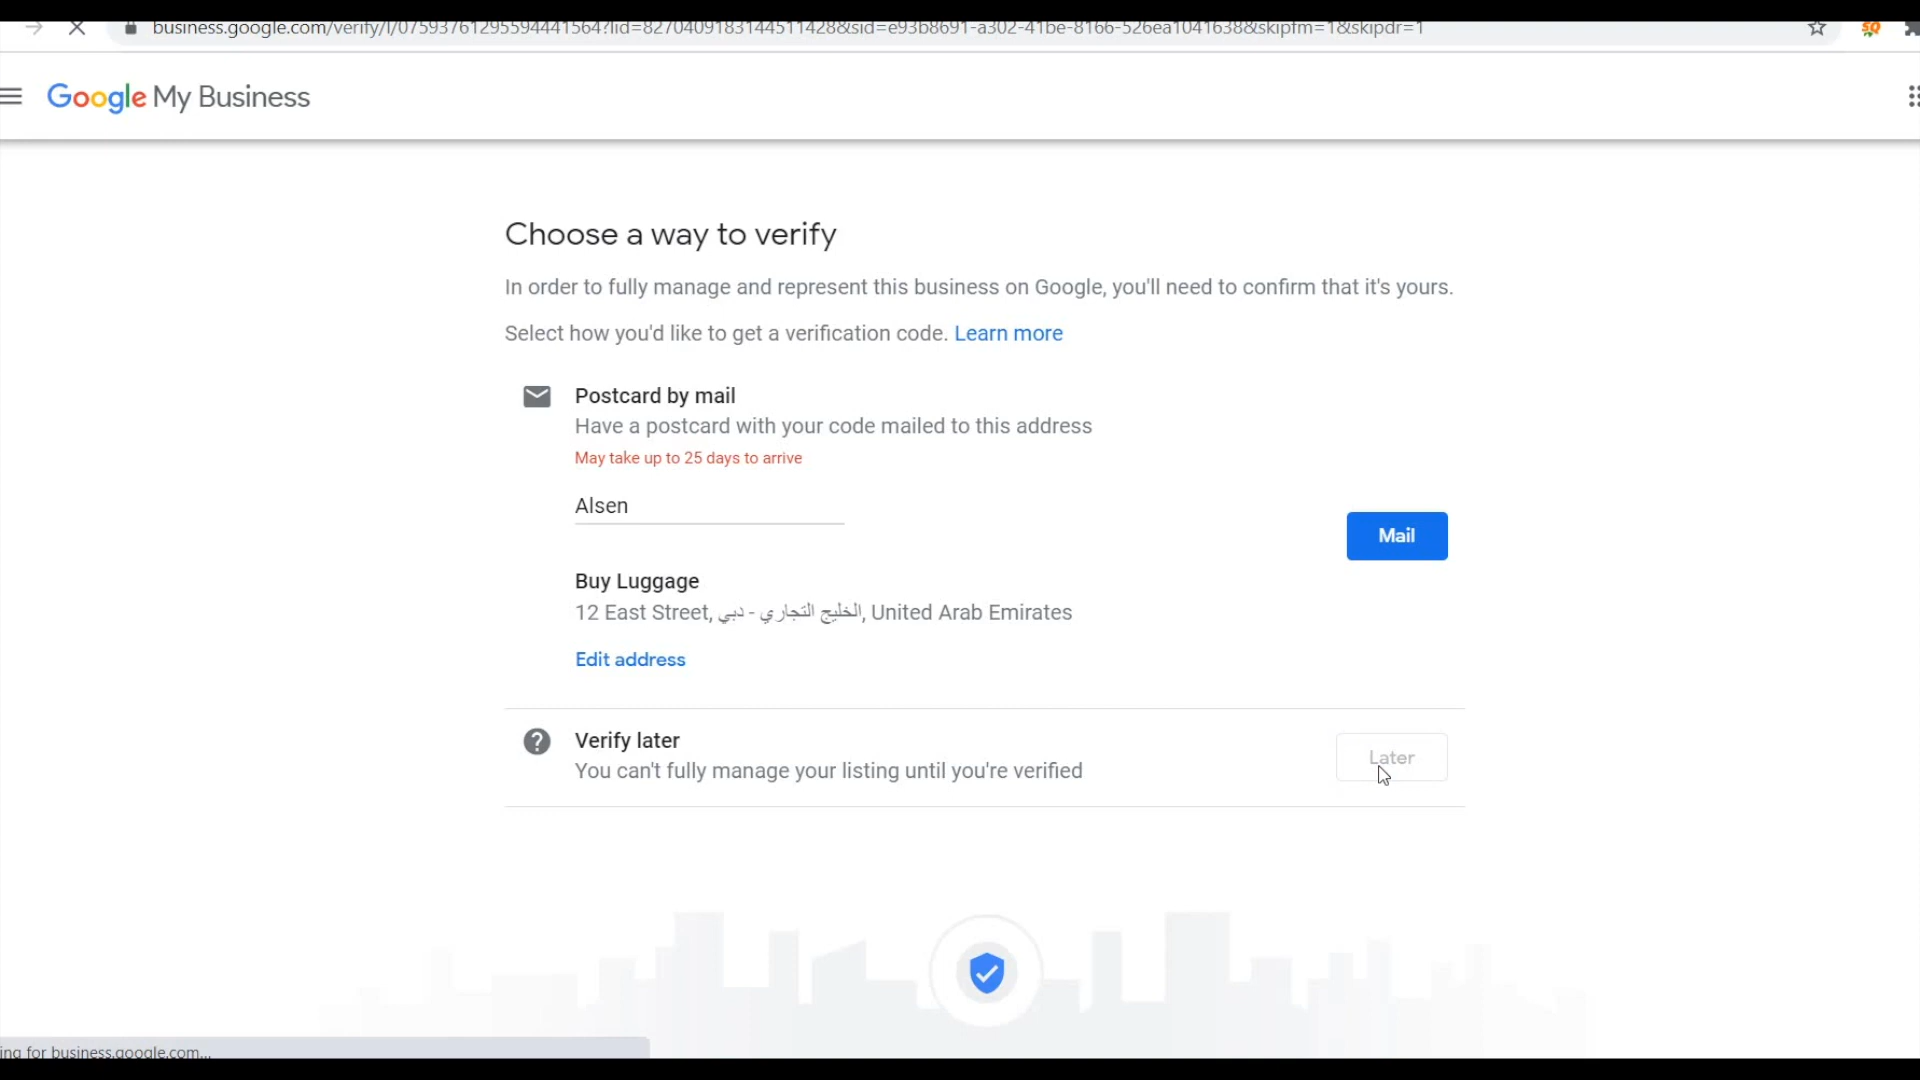 business.google.com/verify/l/07593761295594441564?lid=8270409183144511428&sid=e93b8691-a302-41be-8166-526ea1041638&skipfm=1&skipdr=1
Google My Business
Choose a way to verify
In order to fully manage and represent this business on Google, you'll need to confirm that it's yours.
Select how you'd like to get a verification code. Learn more
Postcard by mail
Have a postcard with your code mailed to this address
May take up to 25 days to arrive
Alsen
Mail
Buy Luggage
12 East Street, الخليج التجاري - دبي, United Arab Emirates
Edit address
Verify later
You can't fully manage your listing until you're verified
Later
ing for business.google.com...